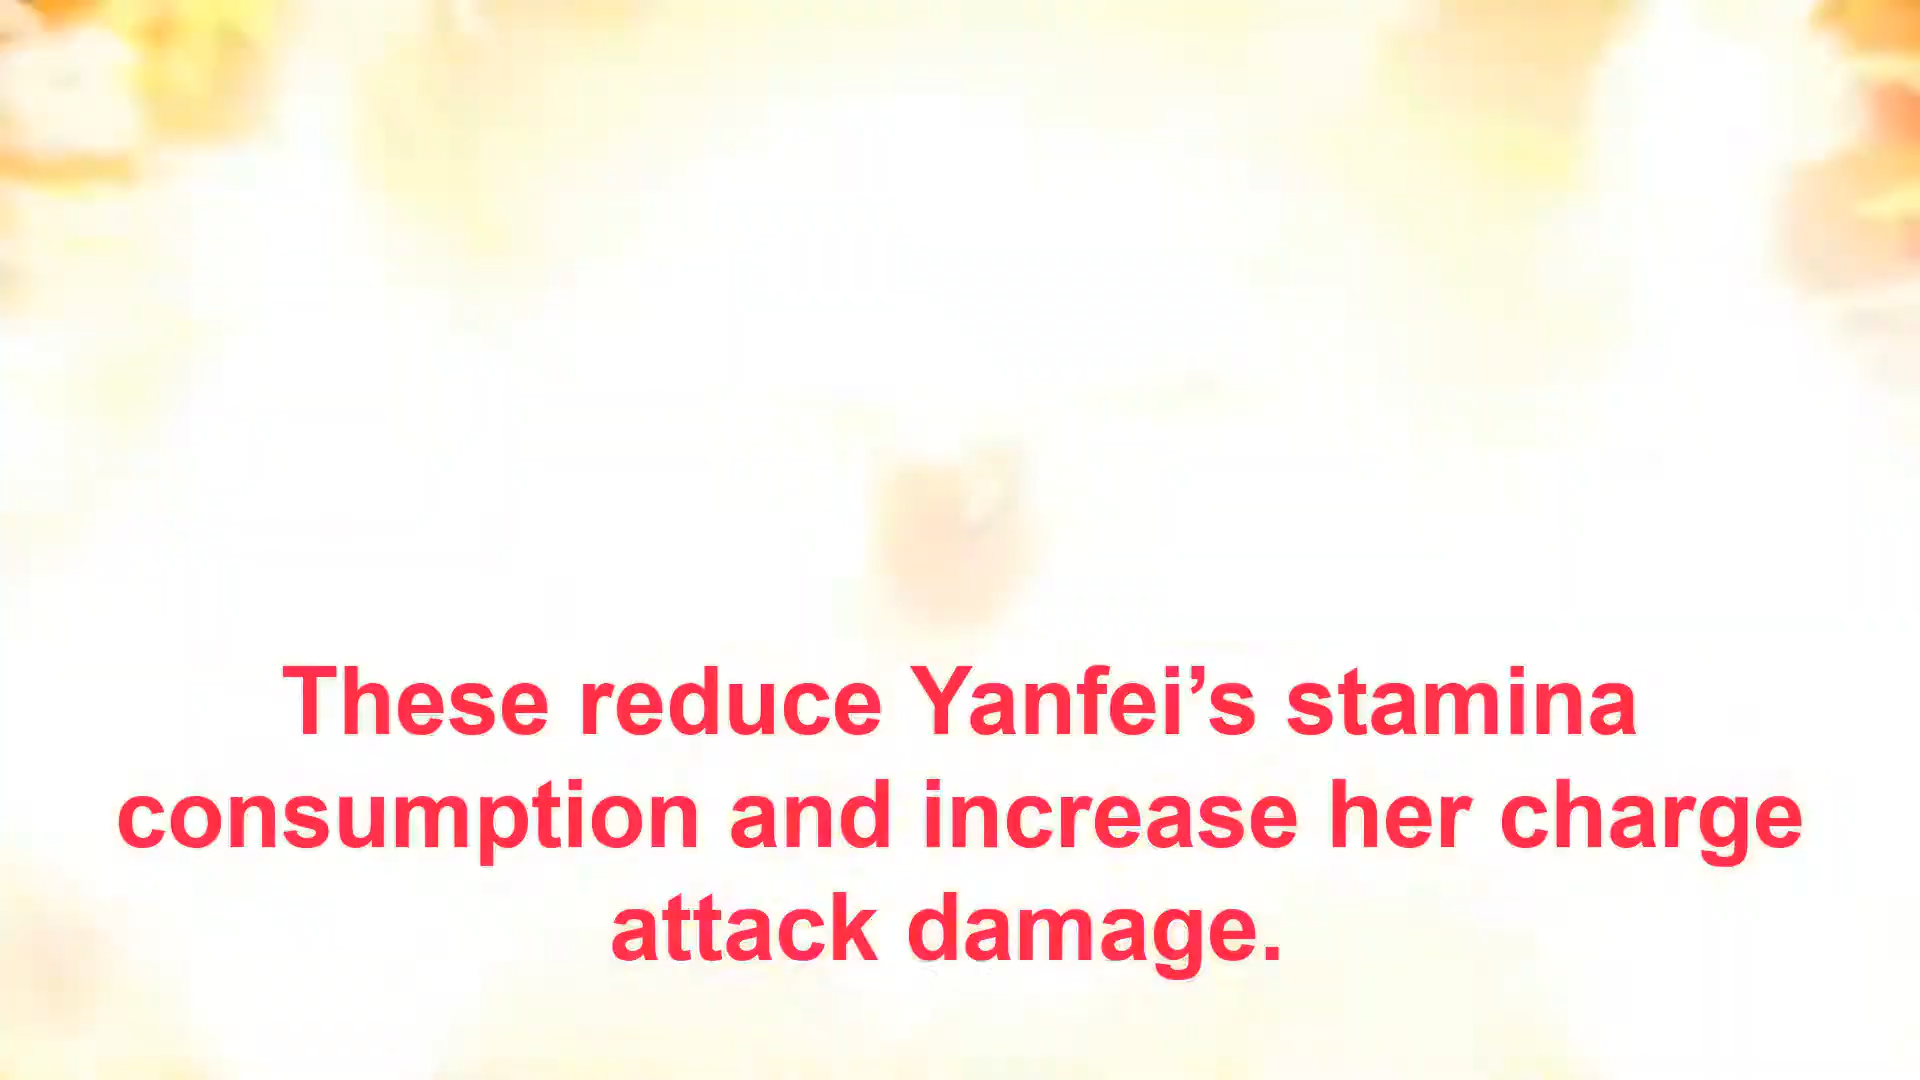 These reduce Yanfei’s stamina
consumption and increase her charge
attack damage.